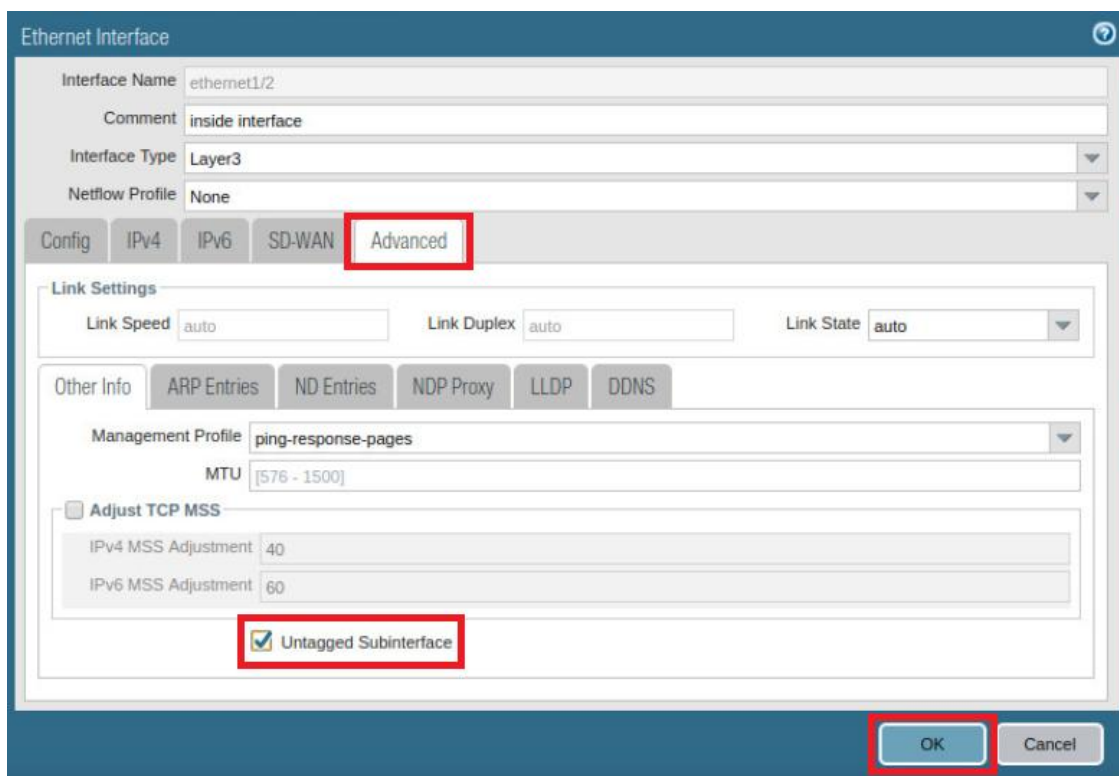 Ethernet Interface
Interface Name ethernet1/2
Comment inside interface
Interface Type Layer3
Netflow Profile None
Config IPv4 IPv6 SD-WAN Advanced
Link Settings
Link Speed auto Link Duplex auto Link State auto
Other Info ARP Entries ND Entries NDP Proxy LLDP DDNS
Management Profile ping-response-pages
MTU [576 - 1500]
Adjust TCP MSS
IPv4 MSS Adjustment 40
IPv6 MSS Adjustment 60
Untagged Subinterface
OK Cancel